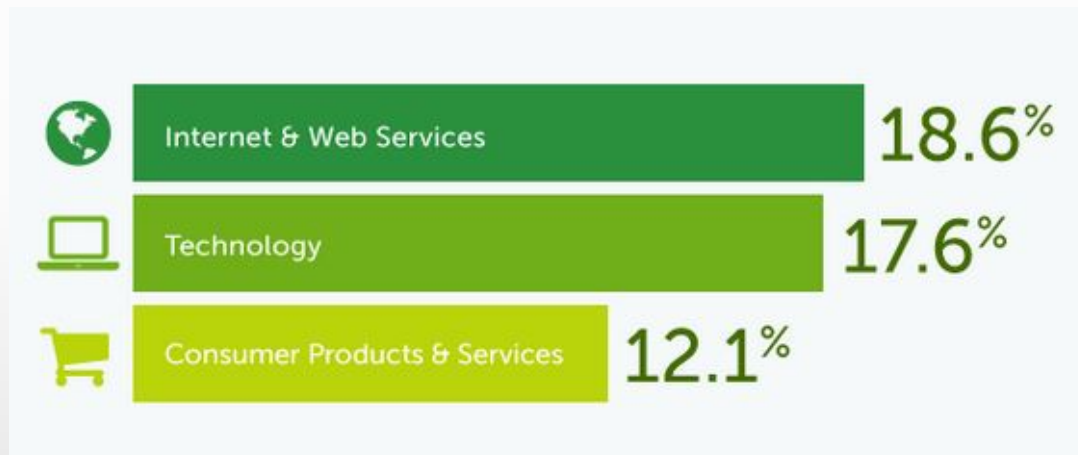 Internet & Web Services 18.6%
Technology 17.6%
Consumer Products & Services 12.1%